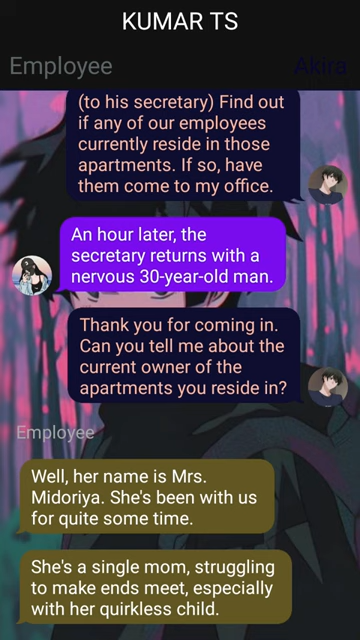 KUMAR TS
Employee
Akira
(to his secretary) Find out
if any of our employees
currently reside in those
apartments. If so, have
them come to my office.
An hour later, the
secretary returns with a
nervous 30-year-old man.
Thank you for coming in.
Can you tell me about the
current owner of the
apartments you reside in?
Employee
Well, her name is Mrs.
Midoriya. She's been with us
for quite some time.
She's a single mom, struggling
to make ends meet, especially
with her quirkless child.